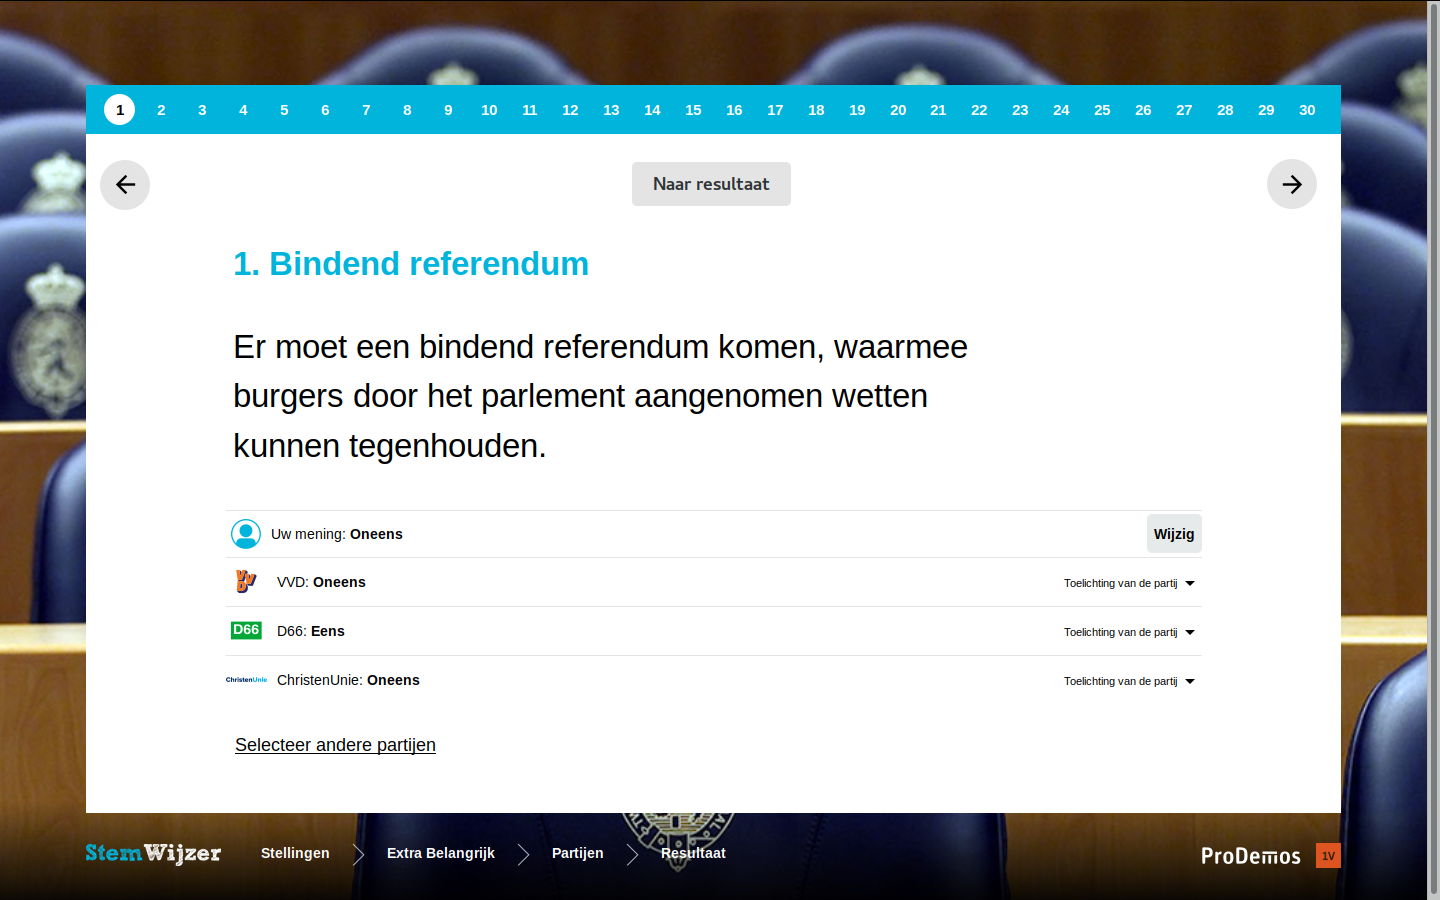 1 2 3 4 5 6 7 8 9 10 11 12 13 14 15 16 17 18 19 20 21 22 23 24 25 26 27 28 29 30
Naar resultaat
1. Bindend referendum
Er moet een bindend referendum komen, waarmee
burgers door het parlement aangenomen wetten
kunnen tegenhouden.
Uw mening: Oneens Wijzig
VVD VVD: Oneens Toelichting van de partij
D66 D66: Eens Toelichting van de partij
ChristenUnie ChristenUnie: Oneens Toelichting van de partij
Selecteer andere partijen
StemWijzer Stellingen Extra Belangrijk Partijen Resultaat ProDemos 1V